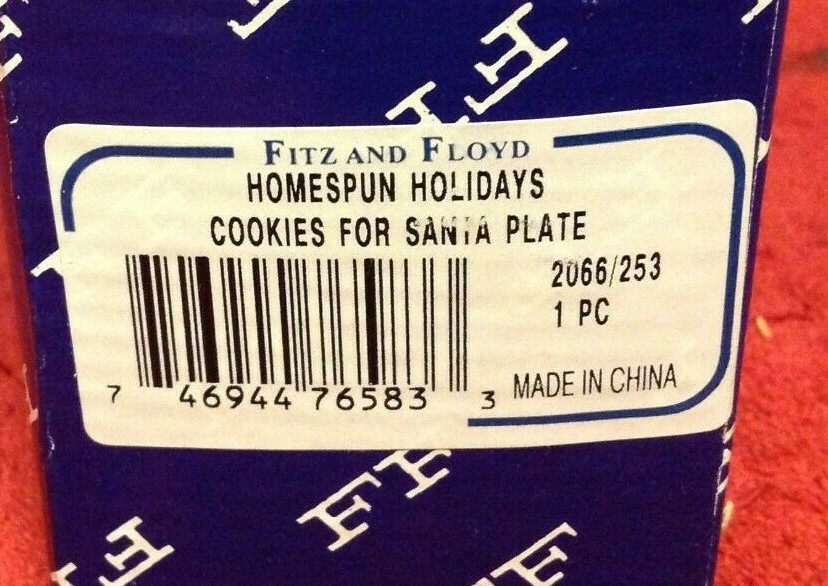 FITZ AND FLOYD
HOMESPUN HOLIDAYS
COOKIES FOR SANTA PLATE
2066/253
1 PC
7 46944 76583 3
MADE IN CHINA
FF